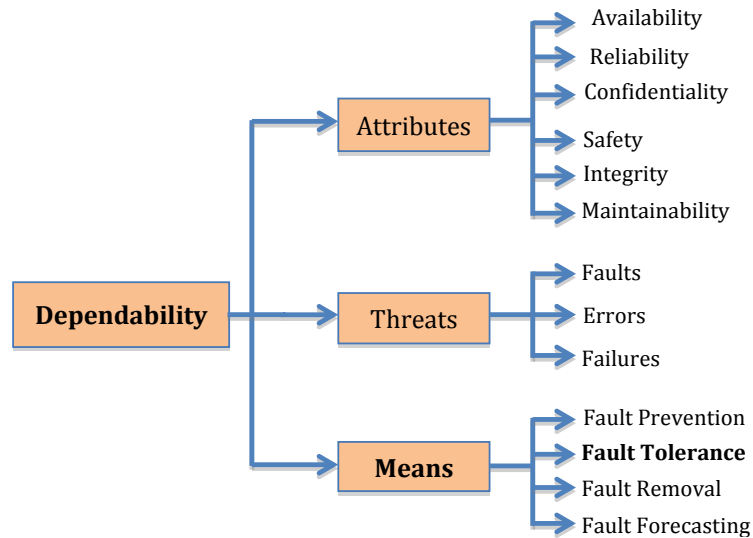 Dependability
Attributes
Availability
Reliability
Confidentiality
Safety
Integrity
Maintainability
Threats
Faults
Errors
Failures
Means
Fault Prevention
Fault Tolerance
Fault Removal
Fault Forecasting